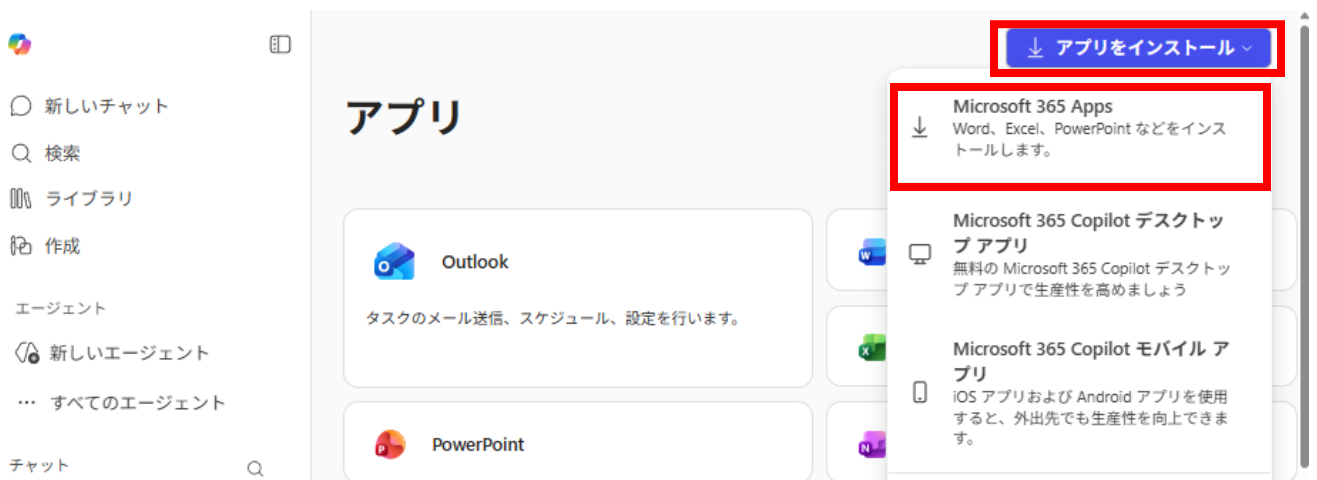 新しいチャット
検索
ライブラリ
作成
エージェント
新しいエージェント
すべてのエージェント
チャット
アプリをインストール
アプリ
Outlook
タスクのメール送信、スケジュール、設定を行います。
PowerPoint
Microsoft 365 Apps
Word、Excel、PowerPoint などをインス
トールします。
Microsoft 365 Copilot デスクトッ
プ アプリ
無料の Microsoft 365 Copilot デスクトッ
プ アプリで生産性を高めましょう
Microsoft 365 Copilot モバイル ア
プリ
iOS アプリおよび Android アプリを使用
すると、外出先でも生産性を向上できま
す。